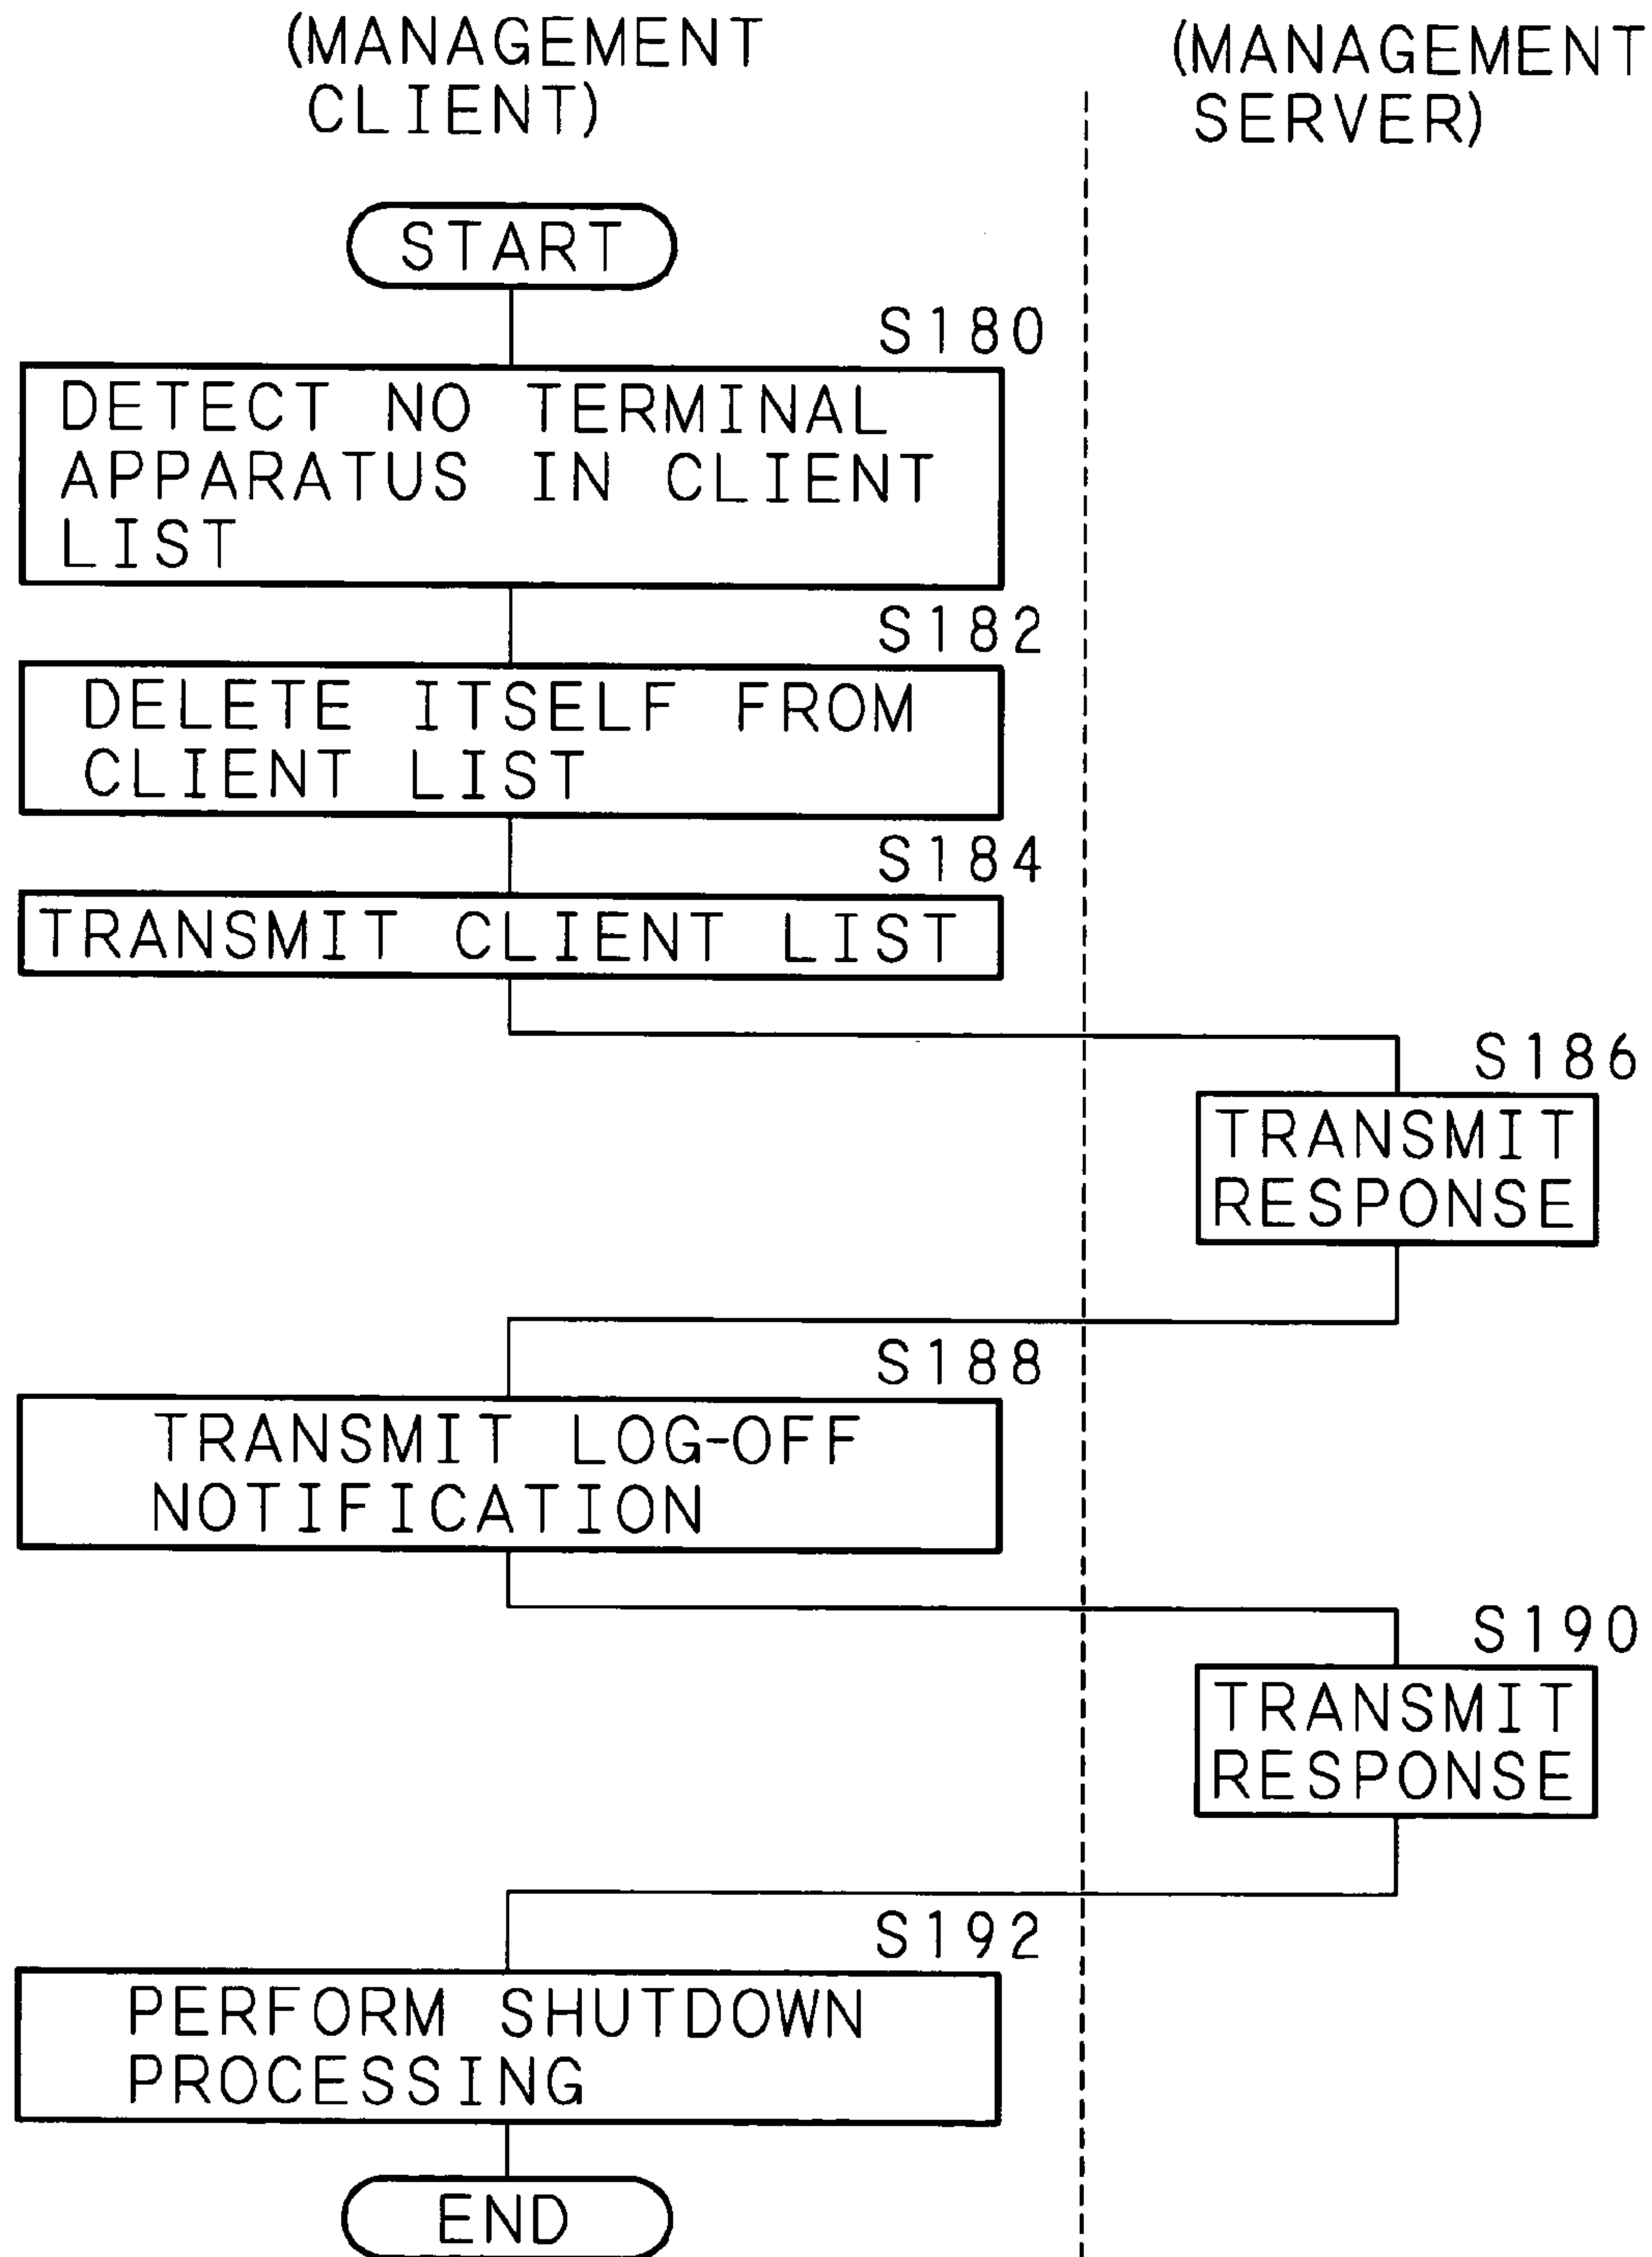 (MANAGEMENT
CLIENT)
(MANAGEMENT
SERVER)
START
S180
DETECT NO TERMINAL
APPARATUS IN CLIENT
LIST
S182
DELETE ITSELF FROM
CLIENT LIST
S184
TRANSMIT CLIENT LIST
S186
TRANSMIT
RESPONSE
S188
TRANSMIT LOG-OFF
NOTIFICATION
S190
TRANSMIT
RESPONSE
S192
PERFORM SHUTDOWN
PROCESSING
END